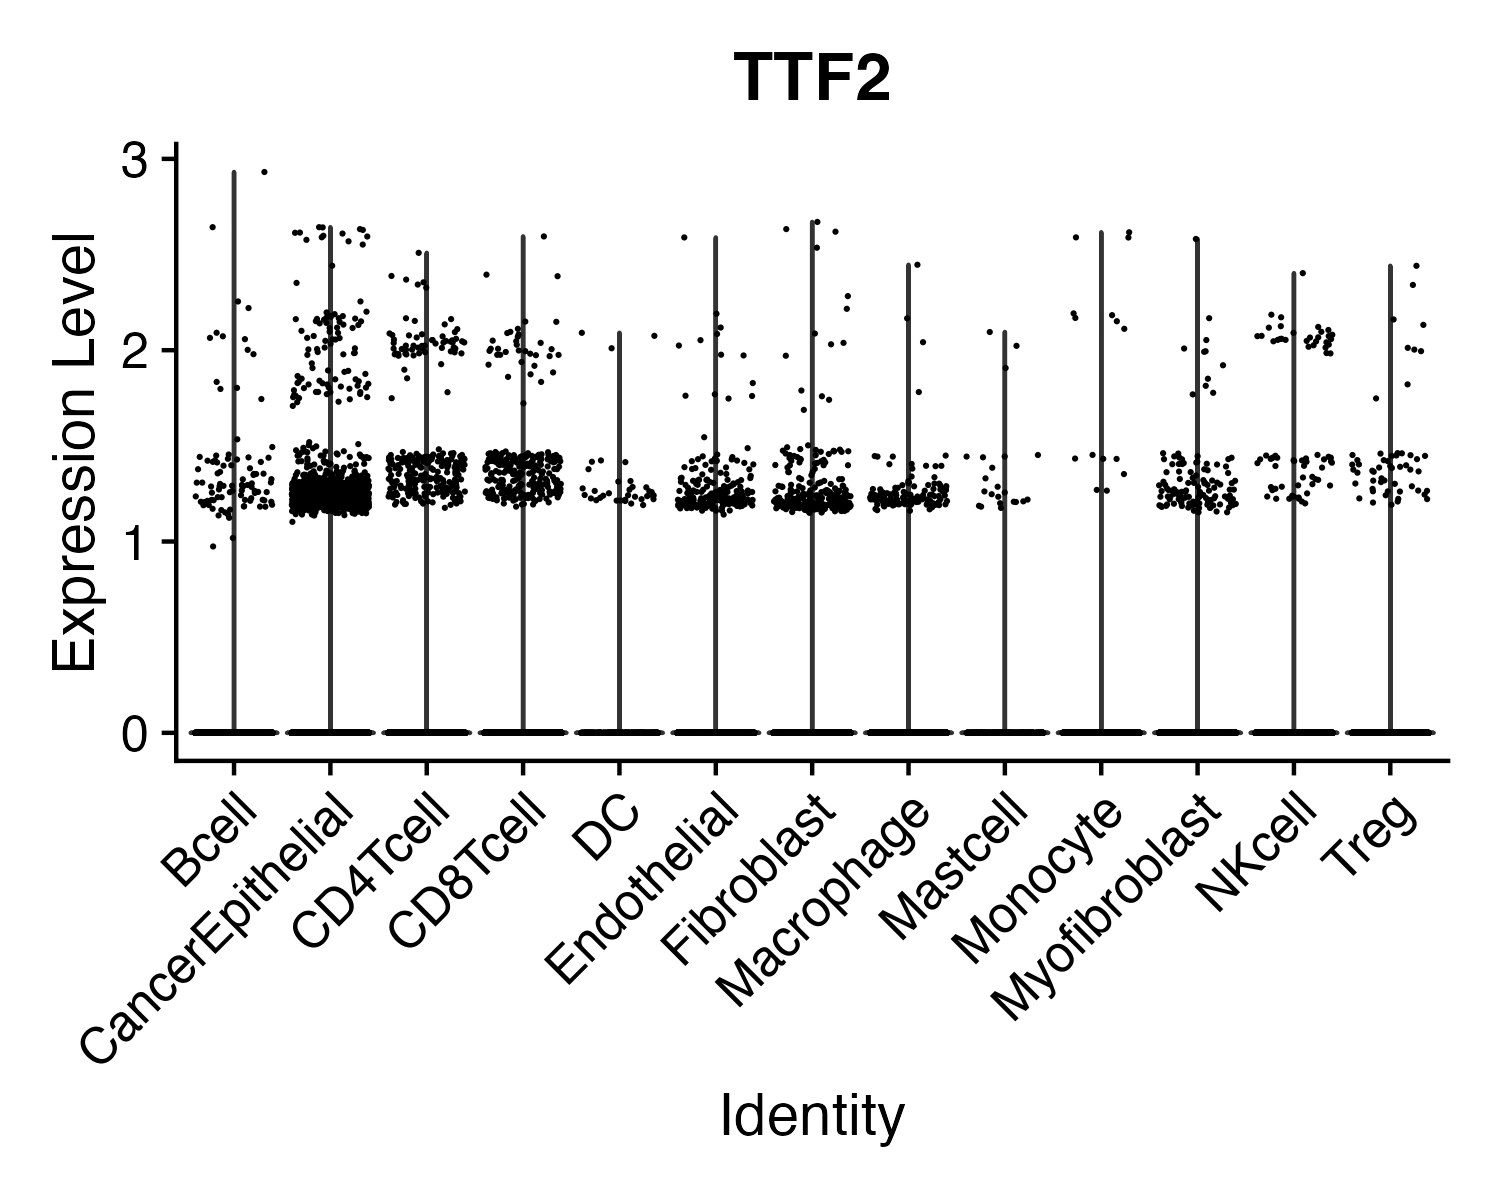 TTF2
Expression Level
3
2
1
0
Bcell
CancerEpithelial
CD4Tcell
CD8Tcell
DC
Endothelial
Fibroblast
Macrophage
Mastcell
Monocyte
Myofibroblast
NKcell
Treg
Identity